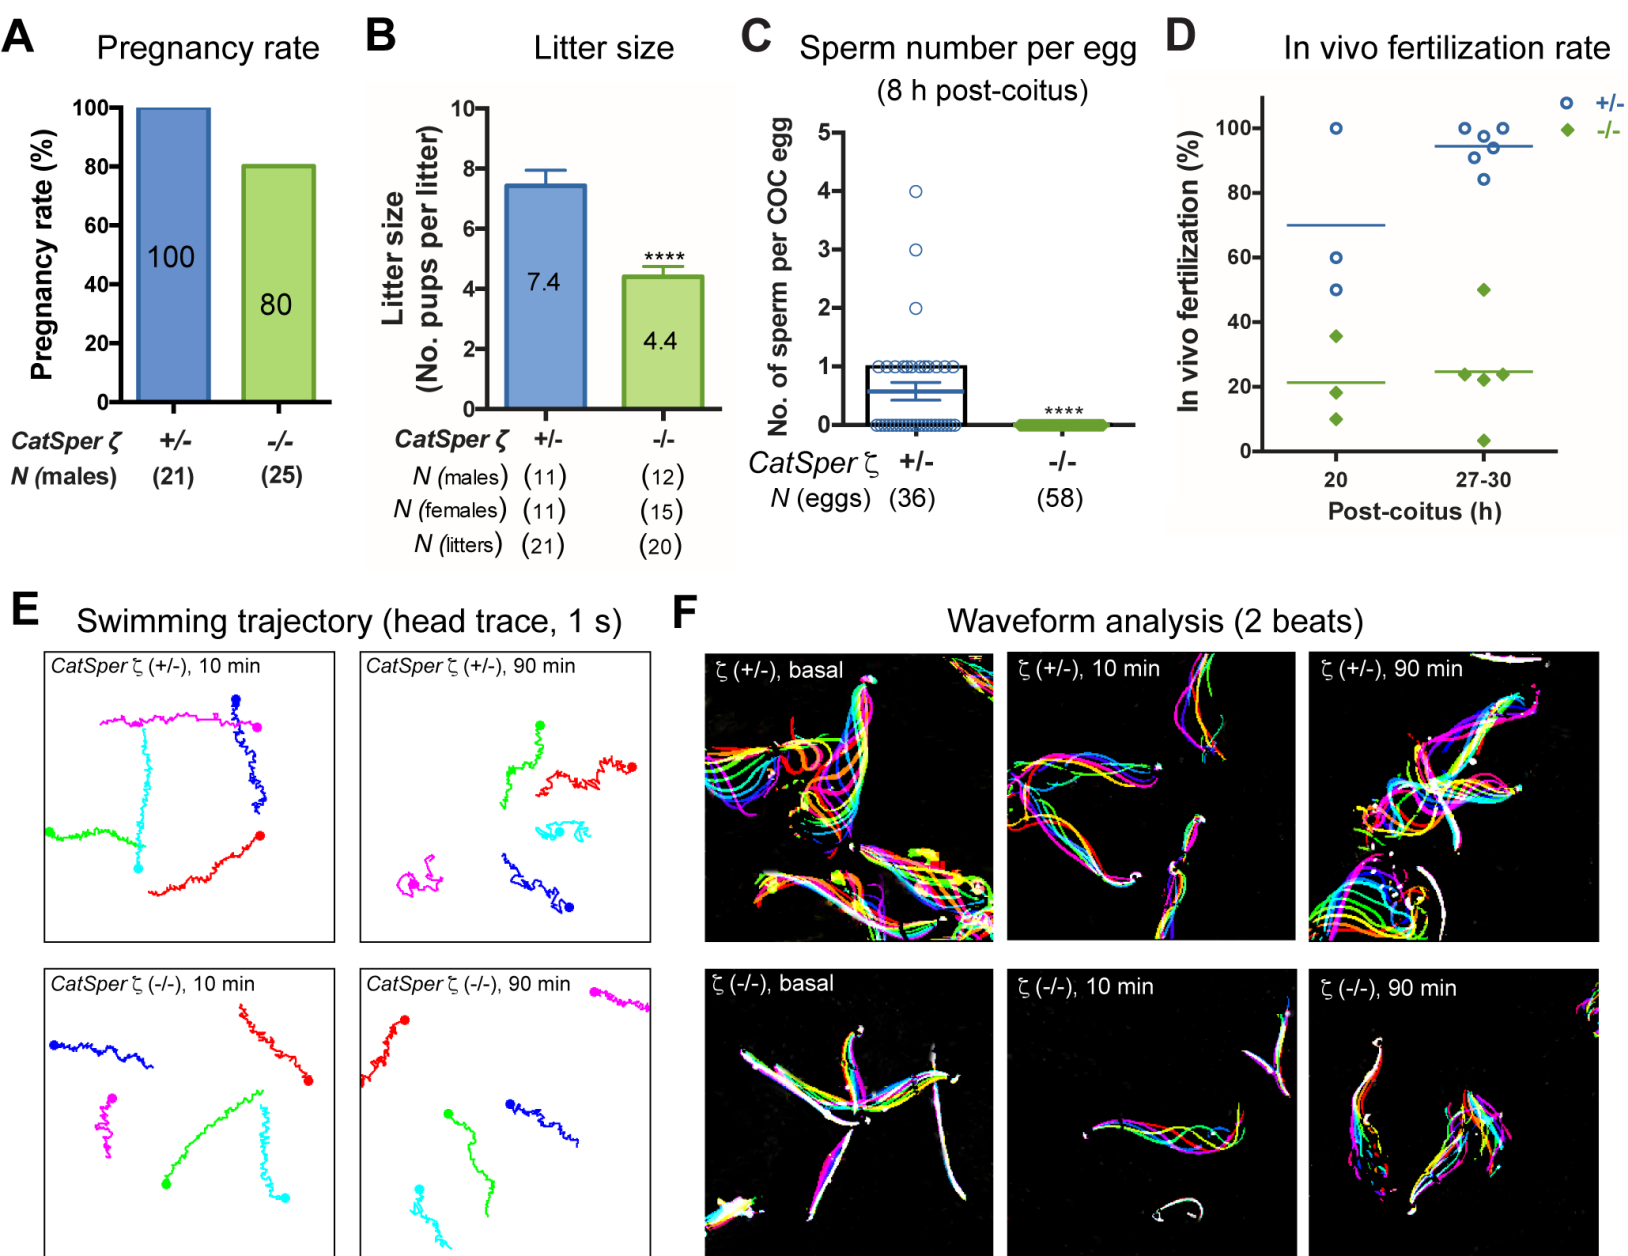 A Pregnancy rate
Pregnancy rate (%)
100
80
60
40
20
0
100
80
CatSper ζ +/- -/-
N (males) (21) (25)
B Litter size
Litter size
(No. pups per litter)
10
8
6
4
2
0
7.4
****
4.4
CatSper ζ +/- -/-
N (males) (11) (12)
N (females) (11) (15)
N (litters) (21) (20)
C Sperm number per egg
(8 h post-coitus)
No. of sperm per COC egg
5
4
3
2
1
0
****
CatSper ζ +/- -/-
N (eggs) (36) (58)
D In vivo fertilization rate
In vivo fertilization (%)
100
80
60
40
20
0
+/-
-/-
20 27-30
Post-coitus (h)
E Swimming trajectory (head trace, 1 s)
CatSper ζ (+/-), 10 min
CatSper ζ (+/-), 90 min
CatSper ζ (-/-), 10 min
CatSper ζ (-/-), 90 min
F Waveform analysis (2 beats)
ζ (+/-), basal
ζ (+/-), 10 min
ζ (+/-), 90 min
ζ (-/-), basal
ζ (-/-), 10 min
ζ (-/-), 90 min